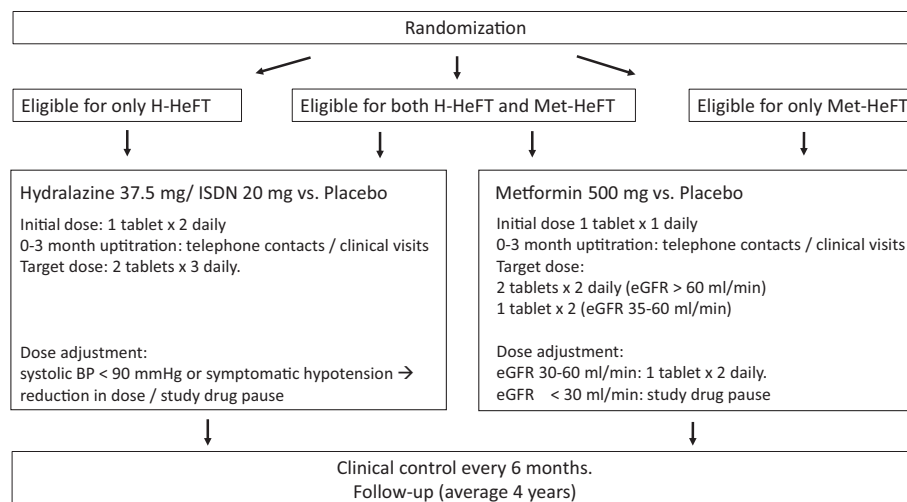 Randomization
Eligible for only H-HeFT
Eligible for both H-HeFT and Met-HeFT
Eligible for only Met-HeFT
Hydralazine 37.5 mg/ ISDN 20 mg vs. Placebo
Initial dose: 1 tablet x 2 daily
0-3 month uptitration: telephone contacts / clinical visits
Target dose: 2 tablets x 3 daily.
Dose adjustment:
systolic BP < 90 mmHg or symptomatic hypotension →
reduction in dose / study drug pause
Metformin 500 mg vs. Placebo
Initial dose 1 tablet x 1 daily
0-3 month uptitration: telephone contacts / clinical visits
Target dose:
2 tablets x 2 daily (eGFR > 60 ml/min)
1 tablet x 2 (eGFR 35-60 ml/min)
Dose adjustment:
eGFR 30-60 ml/min: 1 tablet x 2 daily.
eGFR < 30 ml/min: study drug pause
Clinical control every 6 months.
Follow-up (average 4 years)